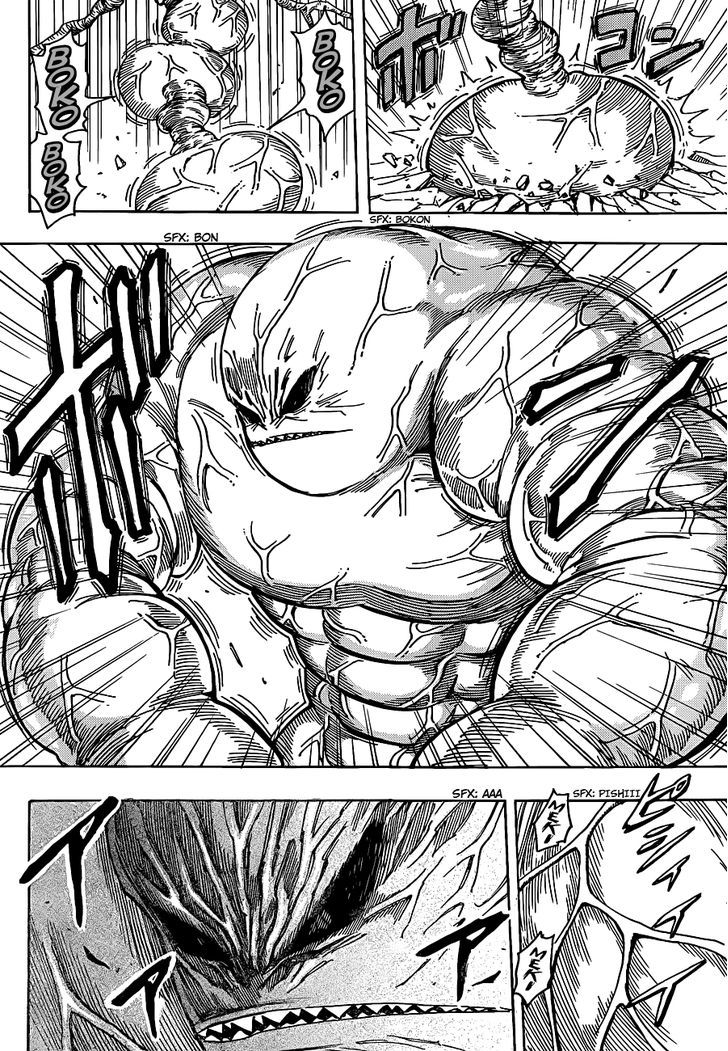 ボコン
BOKO
BOKO
BOKO
SFX: BOKON
SFX: BON
ボン
SFX: PISHIII
ピシィィ
MEKI
MEKI
SFX: AAA
アアア